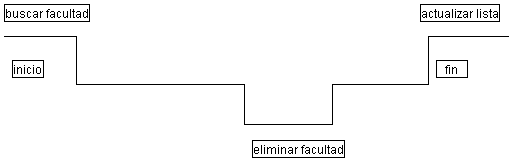 buscar facultad
actualizar lista
inicio
fin
eliminar facultad